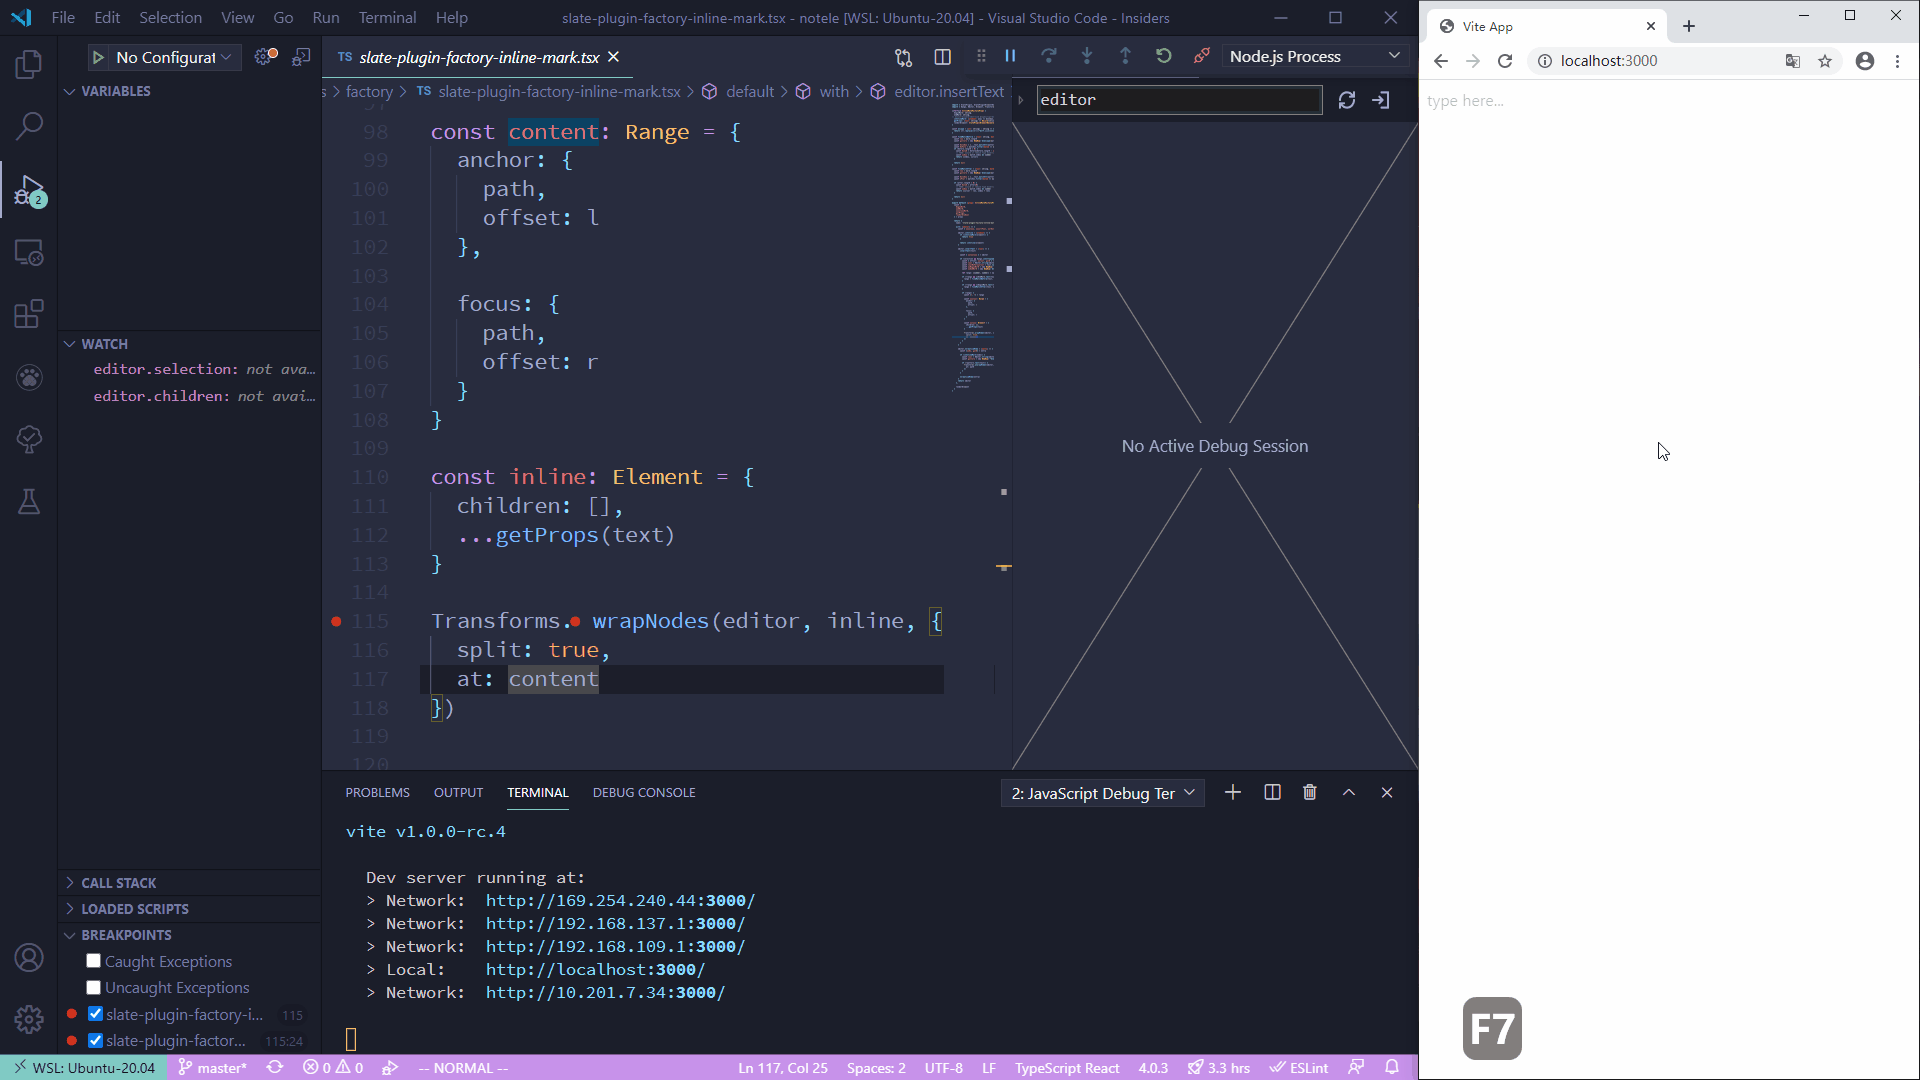 File Edit Selection View Go Run Terminal Help
slate-plugin-factory-inline-mark.tsx - notele [WSL: Ubuntu-20.04] - Visual Studio Code - Insiders
No Configurat
TS slate-plugin-factory-inline-mark.tsx
Node.js Process
s > factory > TS slate-plugin-factory-inline-mark.tsx > default > with > editor.insertText
VARIABLES
2
WATCH
editor.selection: not ava…
editor.children: not avai…
CALL STACK
LOADED SCRIPTS
BREAKPOINTS
Caught Exceptions
Uncaught Exceptions
slate-plugin-factory-i... 115
slate-plugin-factor... 115:24
98 const content: Range = {
99 anchor: {
100 path,
101 offset: l
102 },
103
104 focus: {
105 path,
106 offset: r
107 }
108 }
109
110 const inline: Element = {
111 children: [],
112 ...getProps(text)
113 }
114
115 Transforms. wrapNodes(editor, inline, {
116 split: true,
117 at: content
118 })
119
120
editor
No Active Debug Session
PROBLEMS OUTPUT TERMINAL DEBUG CONSOLE
2: JavaScript Debug Ter
vite v1.0.0-rc.4
Dev server running at:
> Network: http://169.254.240.44:3000/
> Network: http://192.168.137.1:3000/
> Network: http://192.168.109.1:3000/
> Local: http://localhost:3000/
> Network: http://10.201.7.34:3000/
WSL: Ubuntu-20.04 master* 0 0 -- NORMAL -- Ln 117, Col 25 Spaces: 2 UTF-8 LF TypeScript React 4.0.3 3.3 hrs ESLint
Vite App
localhost:3000
type here...
F7